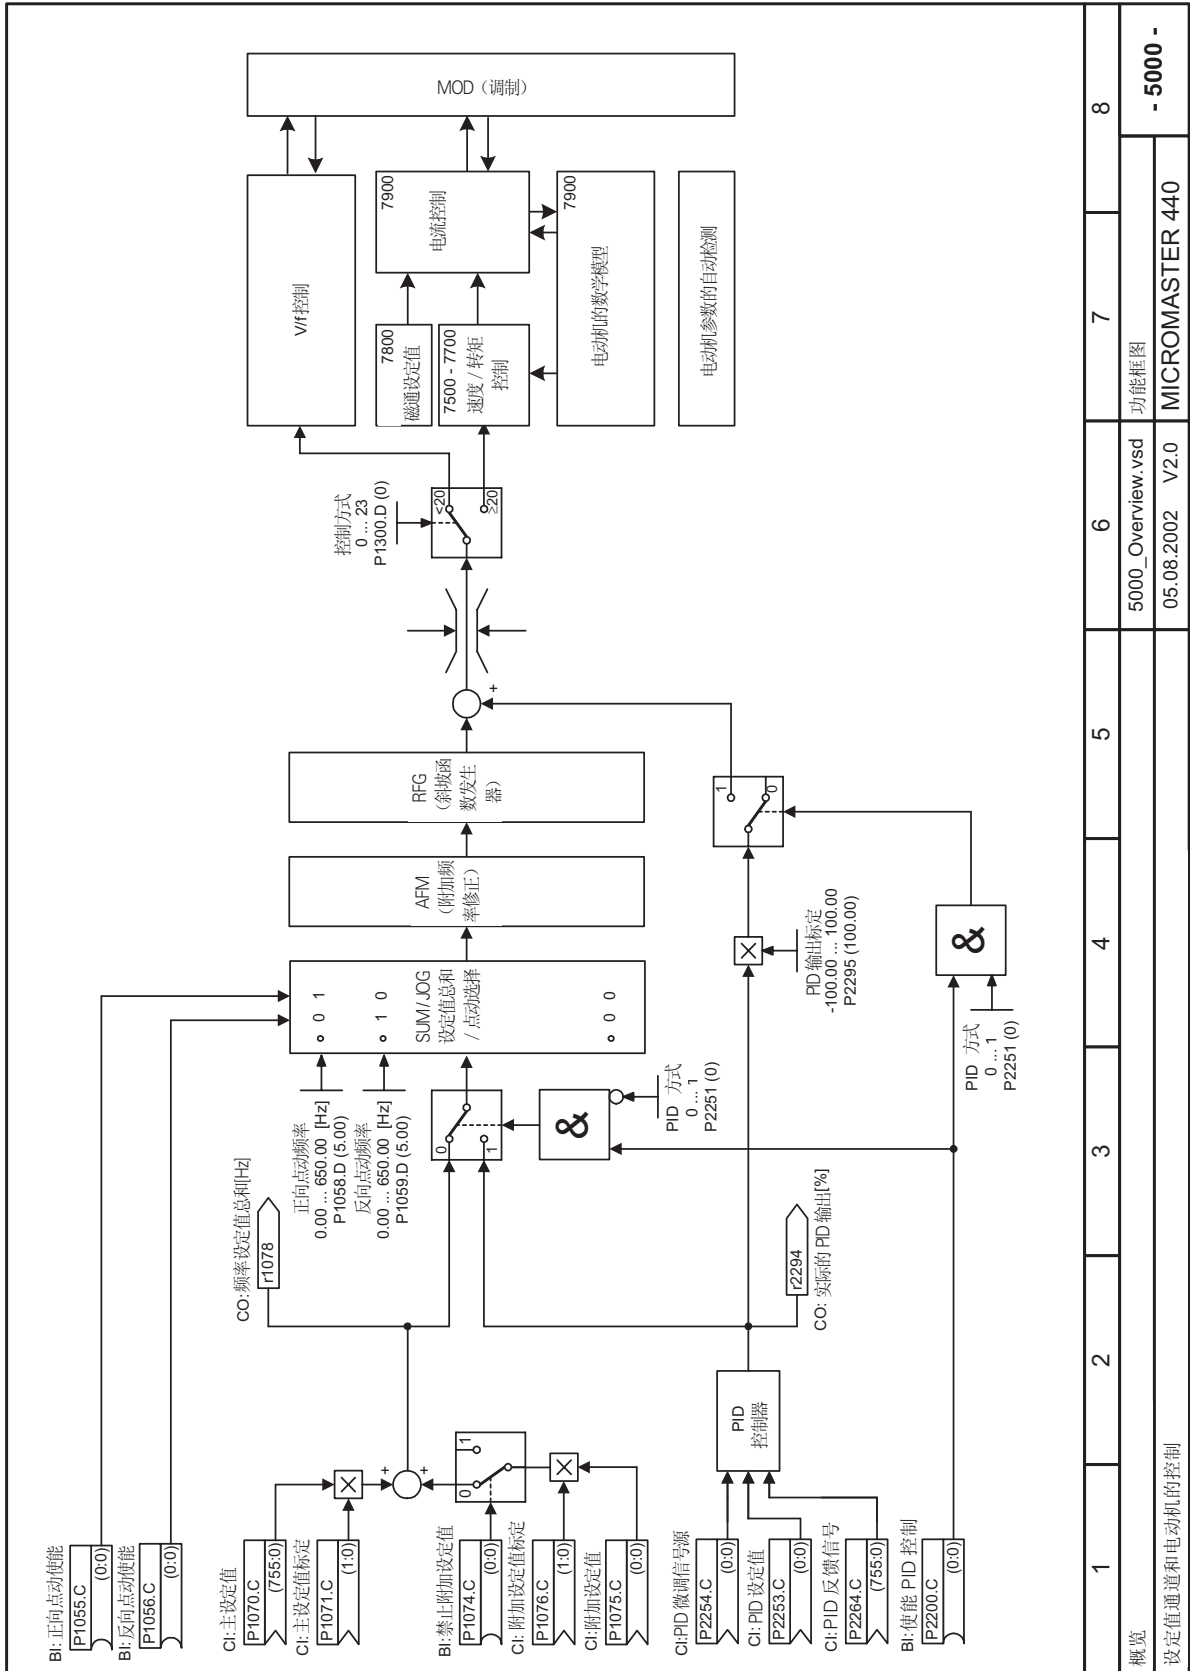 BI: 正向点动使能
P1055.C
(0:0)
BI: 反向点动使能
P1056.C
(0:0)
CI: 主设定值
P1070.C
(755:0)
CI: 主设定值标定
P1071.C
(1:0)
BI: 禁止附加设定值
P1074.C
(0:0)
CI: 附加设定值标定
P1076.C
(1:0)
CI:附加设定值
P1075.C
(0:0)
CI:PID 微调信号源
P2254.C
(0:0)
CI: PID 设定值
P2253.C
(0:0)
CI: PID 反馈信号
P2264.C
(755:0)
BI: 使能 PID 控制
P2200.C
(0:0)
+
+
0
1
PID
控制器
CO: 频率设定值总和[Hz]
r1078
r2294
CO: 实际的 PID 输出[%]
正向点动频率
0.00 ... 650.00 [Hz]
P1058.D (5.00)
反向点动频率
0.00 ... 650.00 [Hz]
P1059.D (5.00)
0
1
&
PID 方式
0 ... 1
P2251 (0)
0 1
1 0
SUM/JOG
设定值总和
/ 点动选择
0 0
PID 输出标定
-100.00 ... 100.00
P2295 (100.00)
&
PID 方式
0 ... 1
P2251 (0)
AFM
(附加频
率修正)
RFG
(斜坡函
数发生
器)
1
0
+
控制方式
0 ... 23
P1300.D (0)
<20
≥20
V/f控制
7800
磁通设定值
7500 - 7700
速度 / 转矩
控制
7900
电流控制
7900
电动机的数学模型
电动机参数的自动检测
MOD (调制)
1
2
3
4
5
6
7
8
概览
设定值通道和电动机的控制
5000_Overview.vsd
05.08.2002 V2.0
功能框图
MICROMASTER 440
- 5000 -